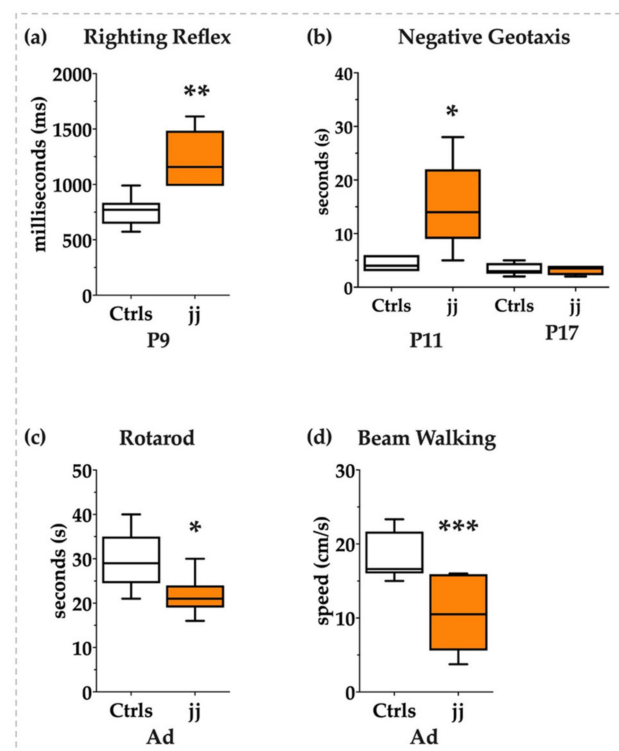 (a) Righting Reflex
milliseconds (ms)
2000
1500
1000
500
0
**
Ctrls jj
P9
(b) Negative Geotaxis
seconds (s)
40
30
20
10
0
*
Ctrls jj Ctrls jj
P11 P17
(c) Rotarod
seconds (s)
50
40
30
20
10
0
*
Ctrls jj
Ad
(d) Beam Walking
speed (cm/s)
30
20
10
0
***
Ctrls jj
Ad